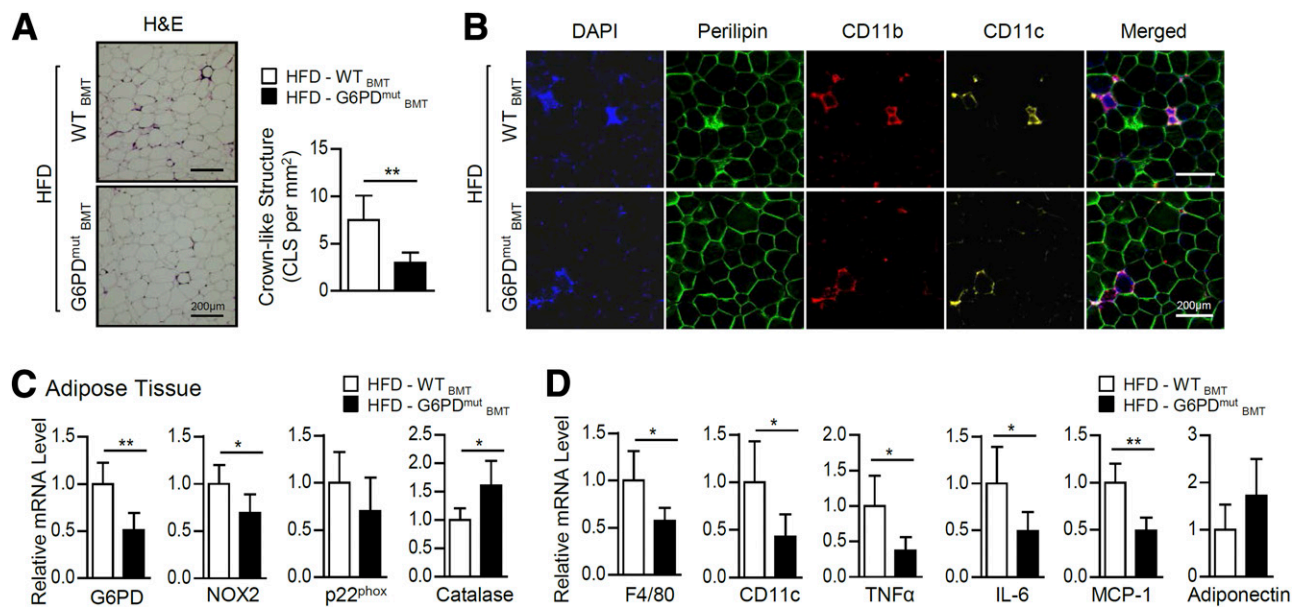 A
H&E
HFD
WT BMT
G6PDmut BMT
200μm
HFD - WT BMT
HFD - G6PDmut BMT
Crown-like Structure
(CLS per mm2)
15
10
5
0
**
B
DAPI Perilipin CD11b CD11c Merged
HFD
WT BMT
G6PDmut BMT
200μm
C Adipose Tissue
HFD - WT BMT
HFD - G6PDmut BMT
Relative mRNA Level
1.5
1.0
0.5
0.0
**
G6PD
1.5
1.0
0.5
0.0
*
NOX2
1.5
1.0
0.5
0.0
p22phox
2.5
2.0
1.5
1.0
0.5
0.0
*
Catalase
D
HFD - WT BMT
HFD - G6PDmut BMT
Relative mRNA Level
1.5
1.0
0.5
0.0
*
F4/80
1.5
1.0
0.5
0.0
*
CD11c
2.0
1.5
1.0
0.5
0.0
*
TNFα
1.5
1.0
0.5
0.0
*
IL-6
1.5
1.0
0.5
0.0
**
MCP-1
3
2
1
0
Adiponectin